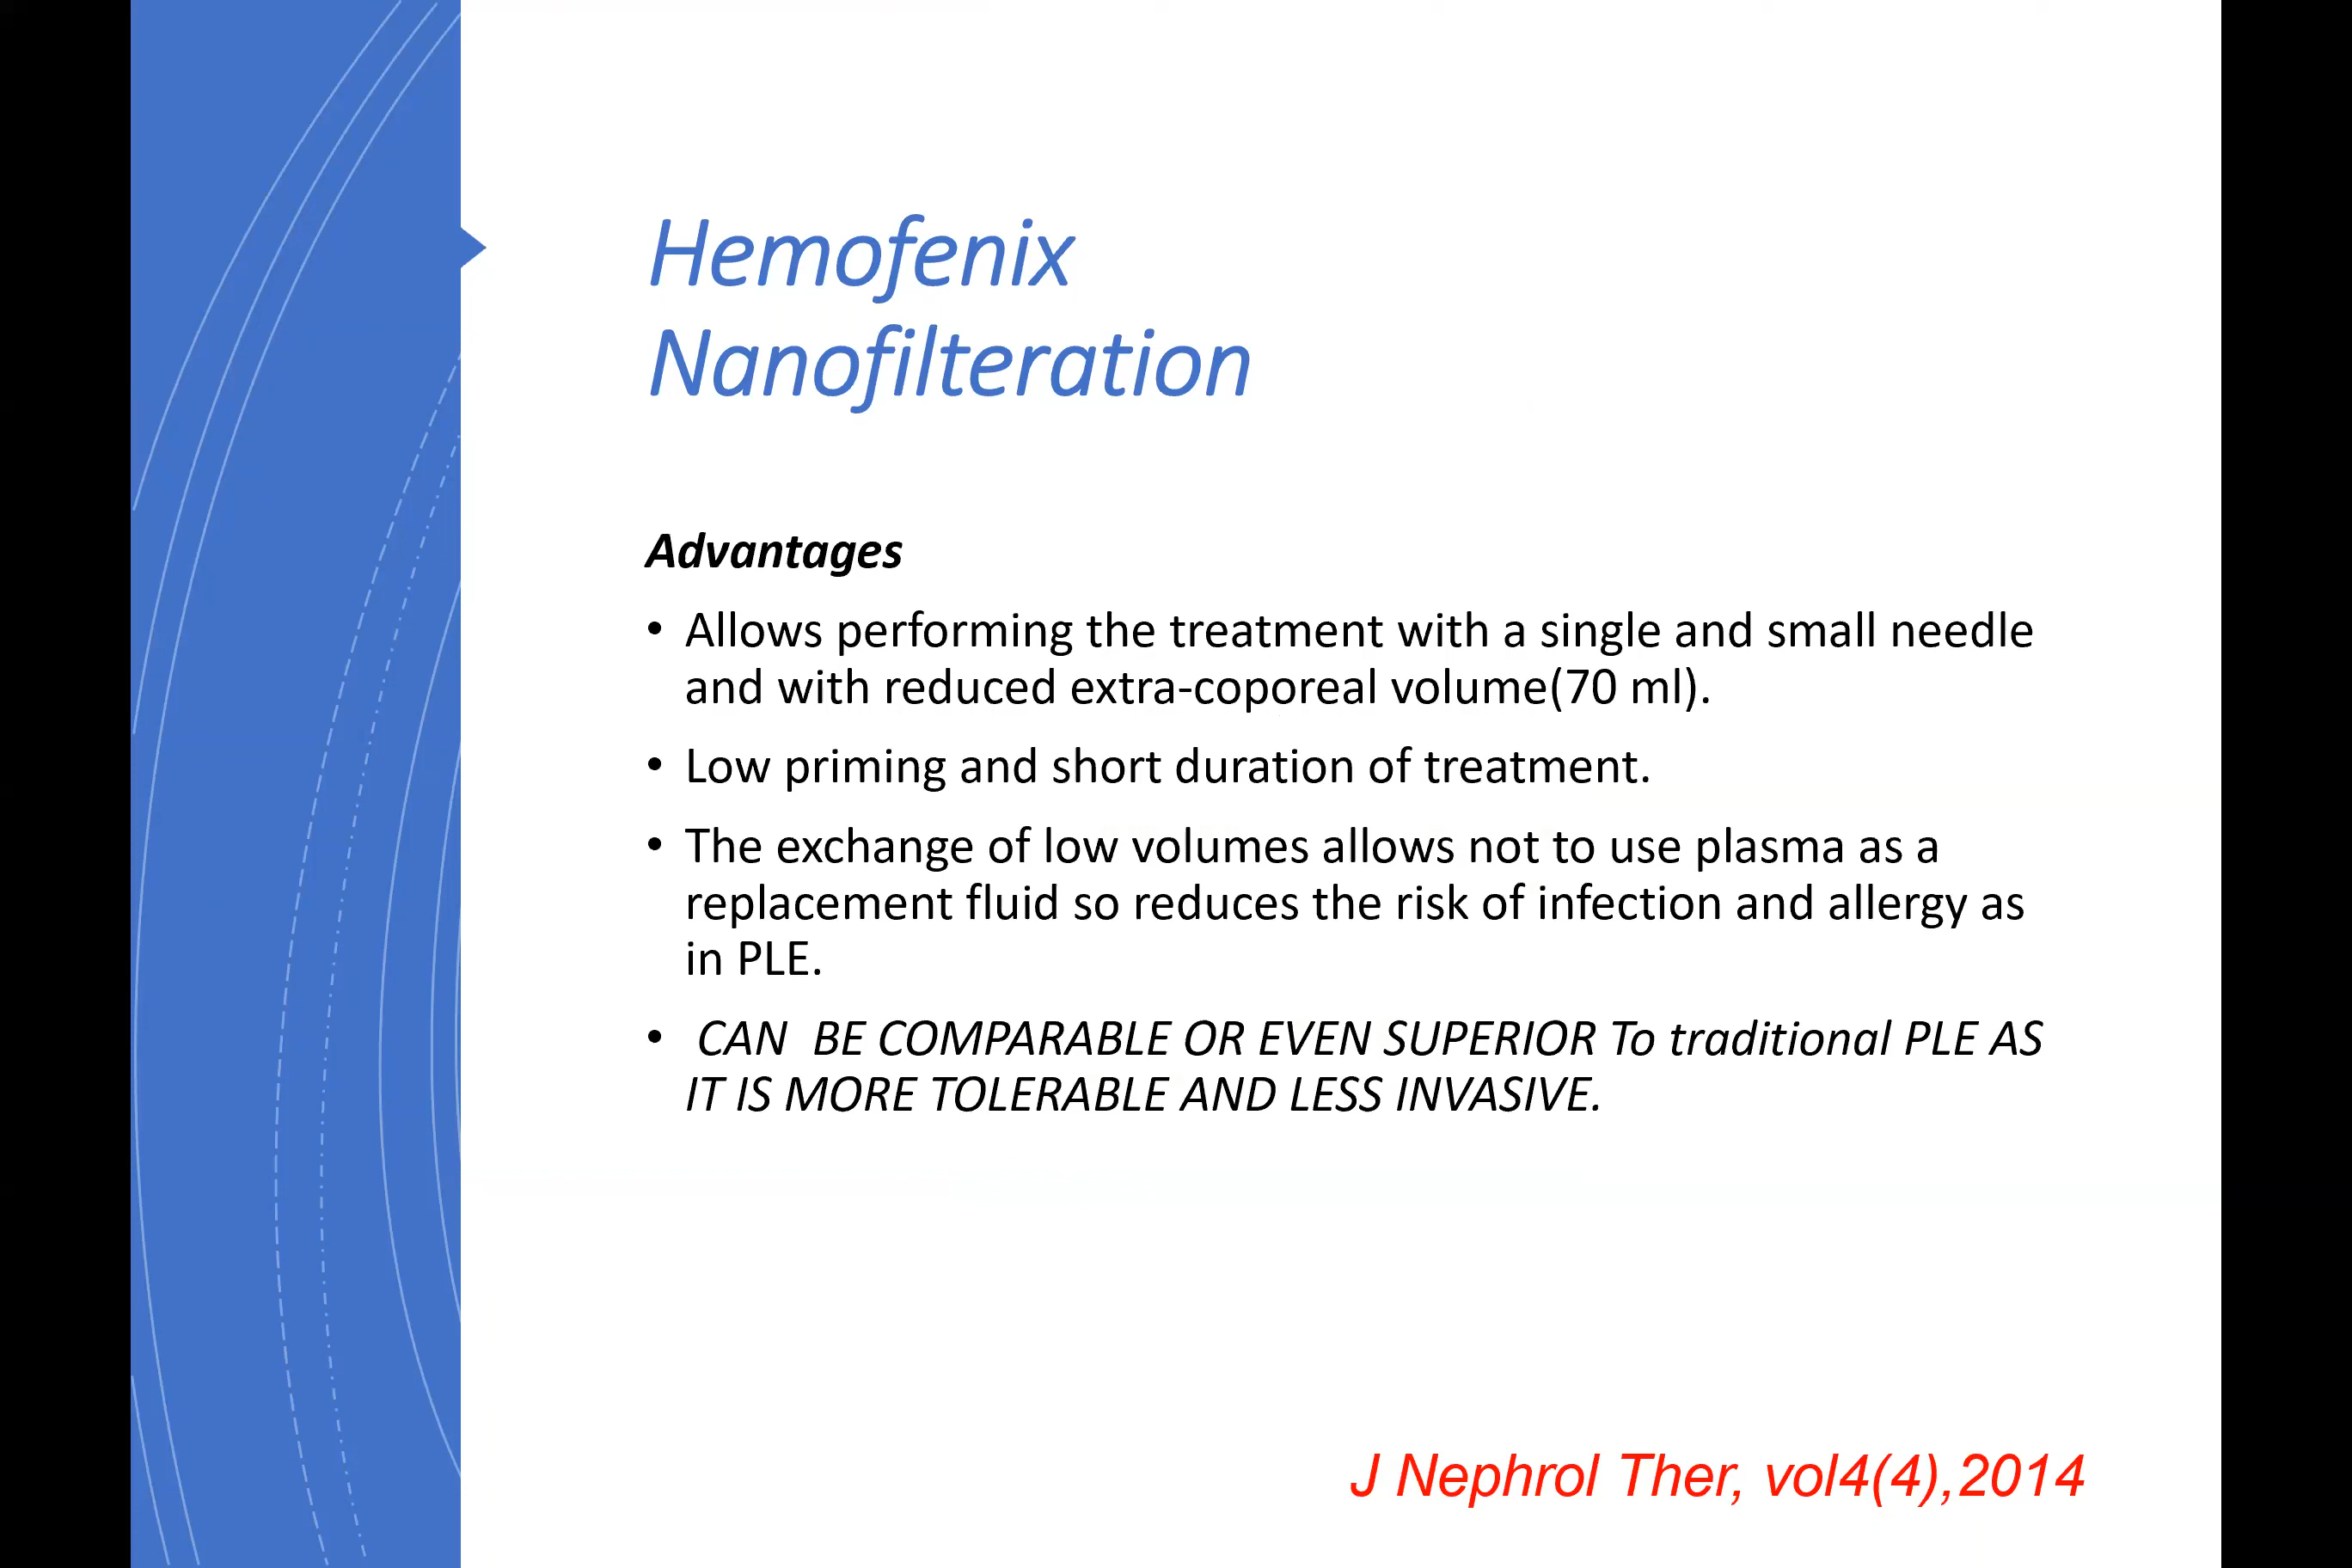 Hemofenix
Nanofilteration
Advantages
• Allows performing the treatment with a single and small needle
and with reduced extra-coporeal volume(70 ml).
• Low priming and short duration of treatment.
• The exchange of low volumes allows not to use plasma as a
replacement fluid so reduces the risk of infection and allergy as
in PLE.
• CAN  BE COMPARABLE OR EVEN SUPERIOR To traditional PLE AS
IT IS MORE TOLERABLE AND LESS INVASIVE.
J Nephrol Ther, vol4(4),2014